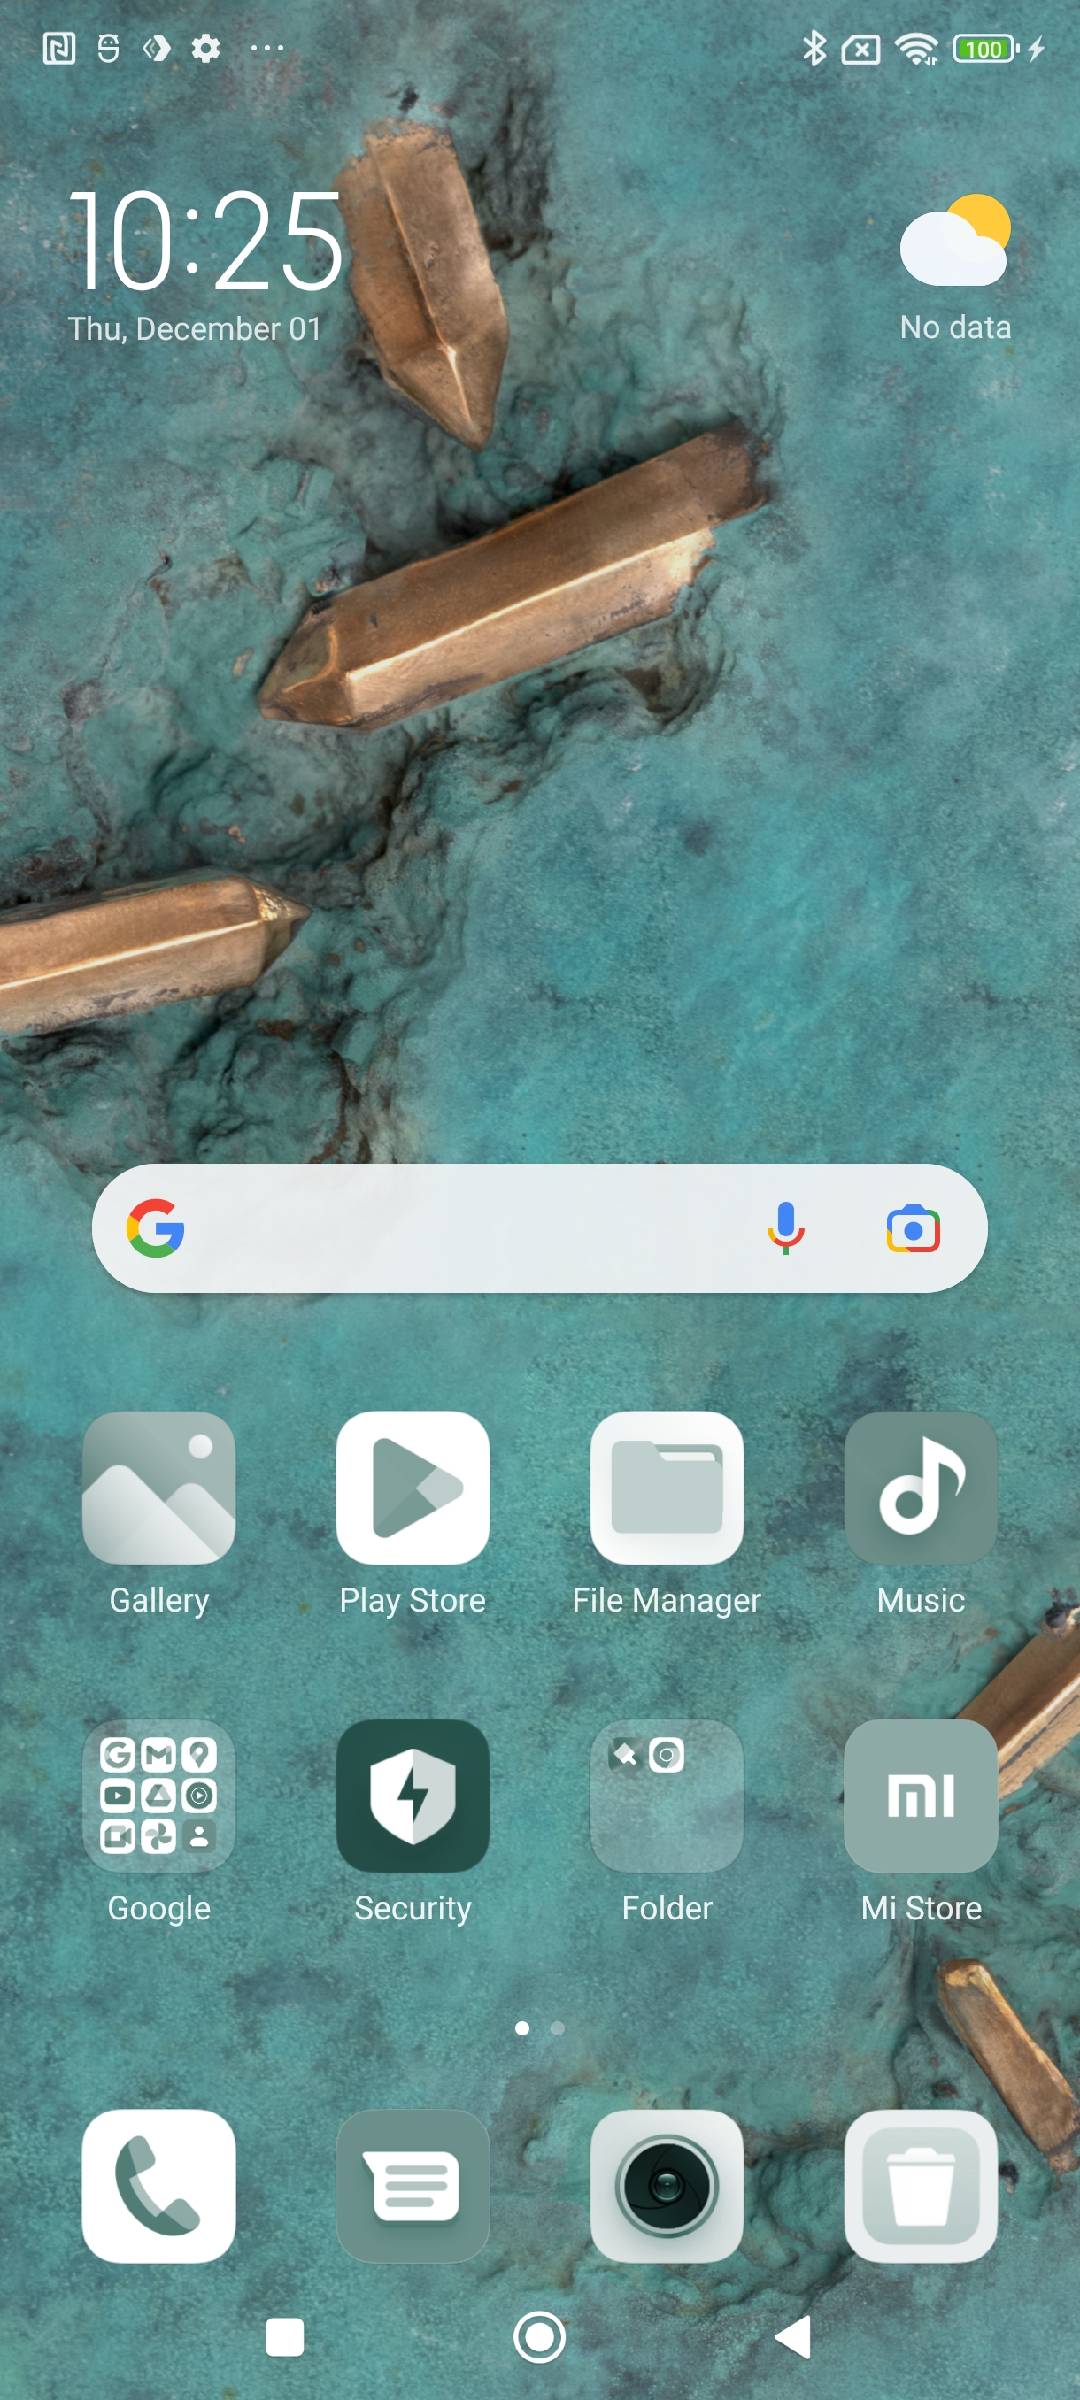 100
10:25
Thu, December 01
No data
Gallery
Play Store
File Manager
Music
Google
Security
Folder
Mi Store